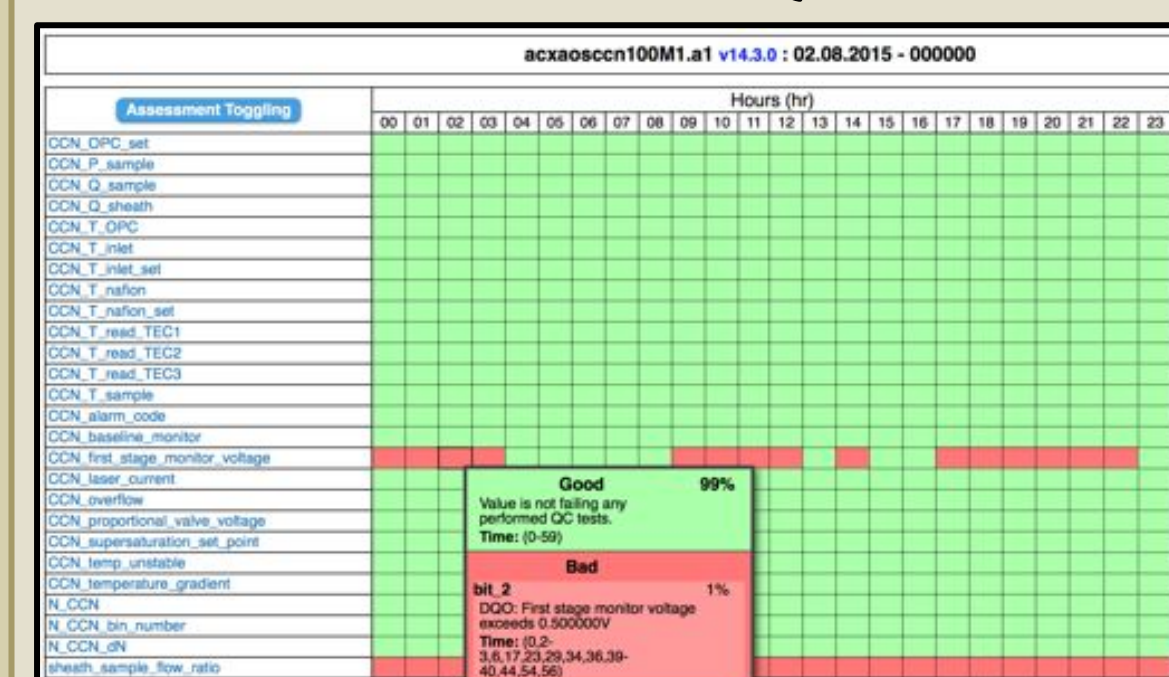 acxaosccn100M1.a1 v14.3.0 : 02.08.2015 - 000000
Assessment Toggling
Hours (hr)
00 01 02 03 04 05 06 07 08 09 10 11 12 13 14 15 16 17 18 19 20 21 22 23
CCN_OPC_set
CCN_P_sample
CCN_Q_sample
CCN_Q_sheath
CCN_T_OPC
CCN_T_inlet
CCN_T_inlet_set
CCN_T_nafion
CCN_T_nafion_set
CCN_T_read_TEC1
CCN_T_read_TEC2
CCN_T_read_TEC3
CCN_T_sample
CCN_alarm_code
CCN_baseline_monitor
CCN_first_stage_monitor_voltage
CCN_laser_current
CCN_overflow
CCN_proportional_valve_voltage
CCN_supersaturation_set_point
CCN_temp_unstable
CCN_temperature_gradient
N_CCN
N_CCN_bin_number
N_CCN_dN
sheath_sample_flow_ratio
Good 99%
Value is not failing any
performed QC tests.
Time: (0-59)
Bad
bit_2 1%
DQO: First stage monitor voltage
exceeds 0.500000V
Time: (0,2-
3,6,17,23,29,34,36,39-
40,44,54,56)